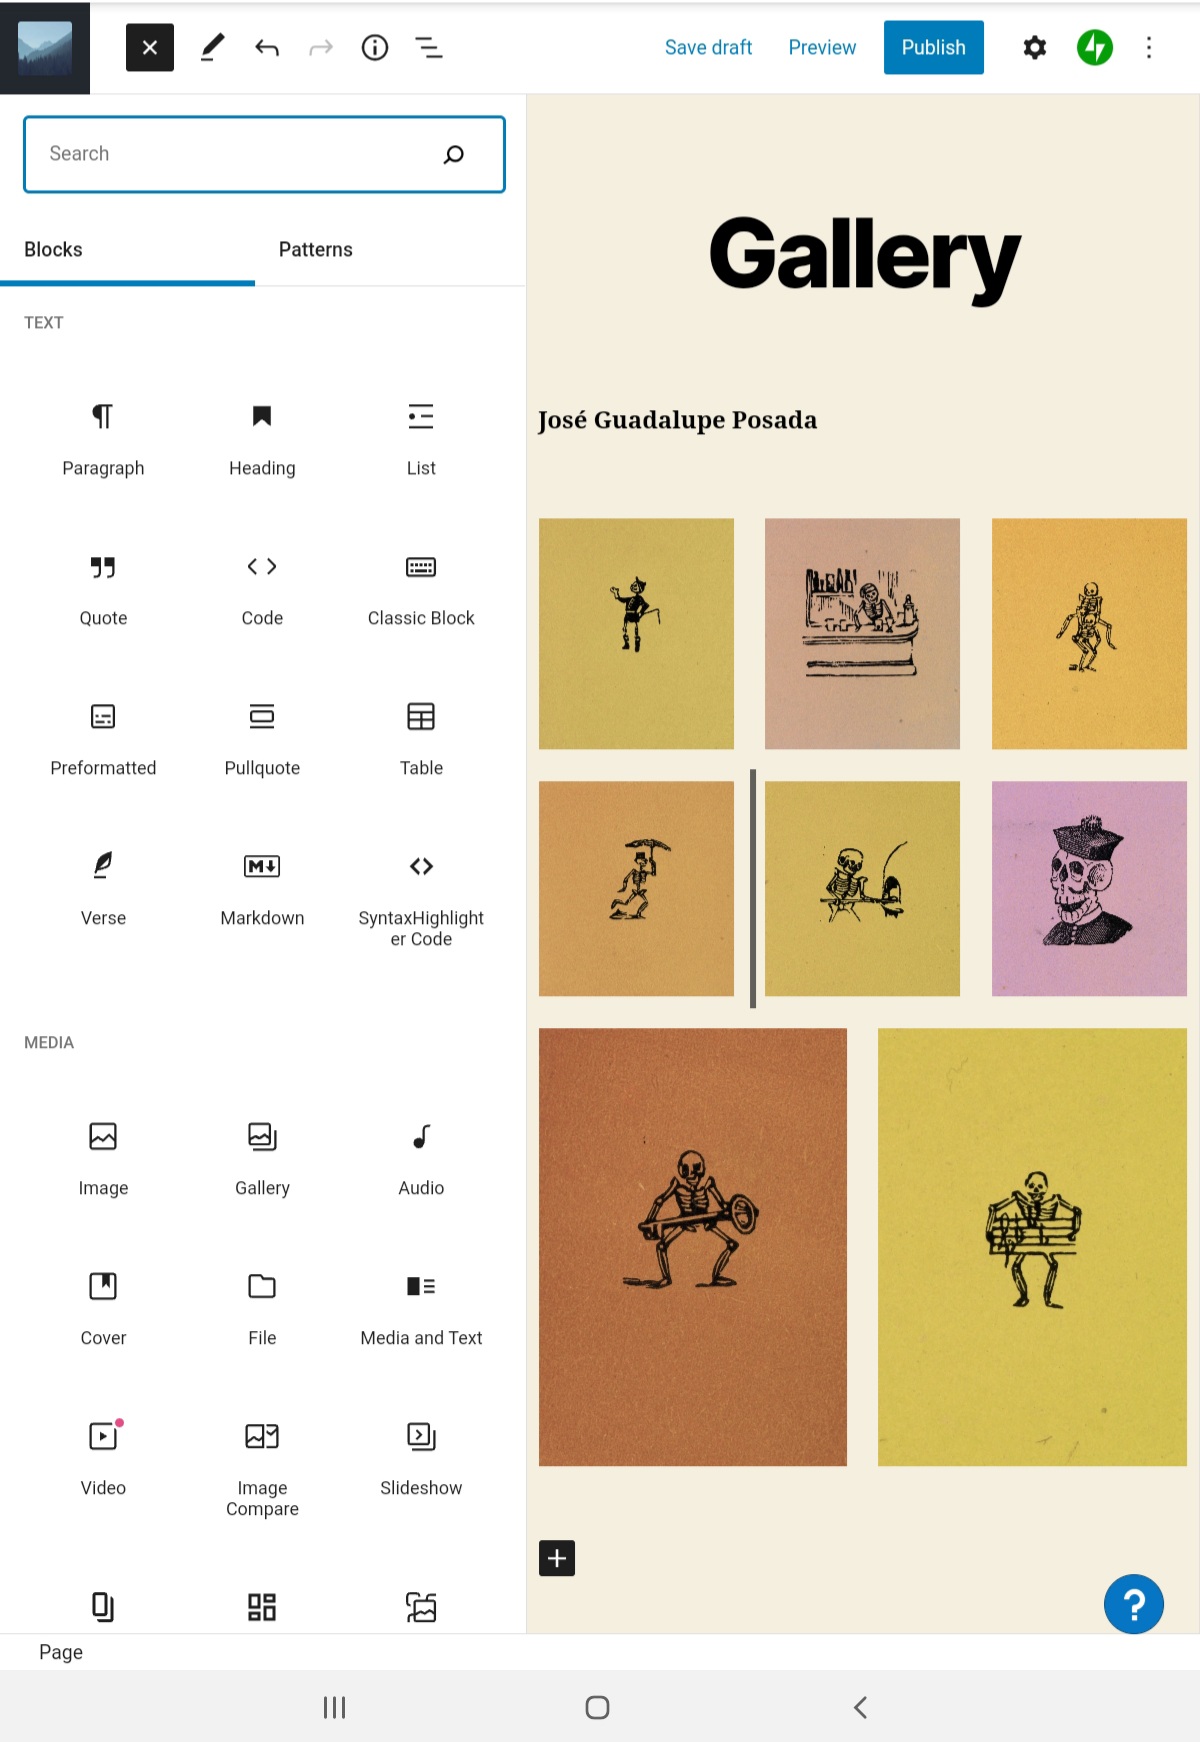 Save draft Preview Publish
Search
Blocks Patterns
TEXT
Paragraph Heading List
Quote Code Classic Block
Preformatted Pullquote Table
Verse Markdown SyntaxHighlight
er Code
MEDIA
Image Gallery Audio
Cover File Media and Text
Video Image Slideshow
Compare
Page
Gallery
José Guadalupe Posada